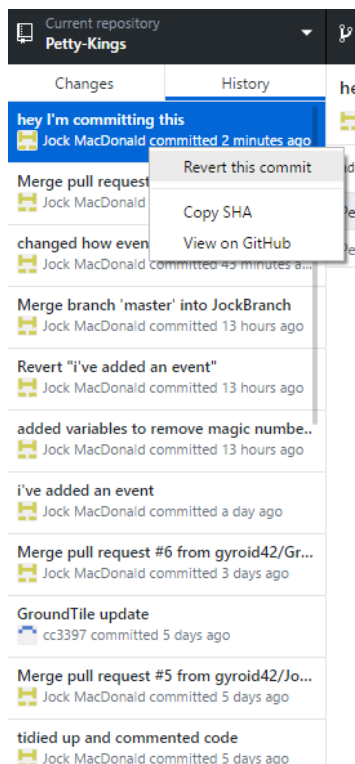 Current repository
Petty-Kings
Changes
History
he
hey I'm committing this
Jock MacDonald committed 2 minutes ago
Revert this commit
Copy SHA
View on GitHub
Merge pull request
Jock MacDonald
changed how even
Jock MacDonald committed 43 minutes a...
Merge branch 'master' into JockBranch
Jock MacDonald committed 13 hours ago
Revert "i've added an event"
Jock MacDonald committed 13 hours ago
added variables to remove magic numbe..
Jock MacDonald committed 13 hours ago
i've added an event
Jock MacDonald committed a day ago
Merge pull request #6 from gyroid42/Gr...
Jock MacDonald committed 3 days ago
GroundTile update
cc3397 committed 5 days ago
Merge pull request #5 from gyroid42/Jo...
Jock MacDonald committed 5 days ago
tidied up and commented code
Jock MacDonald committed 5 days ago